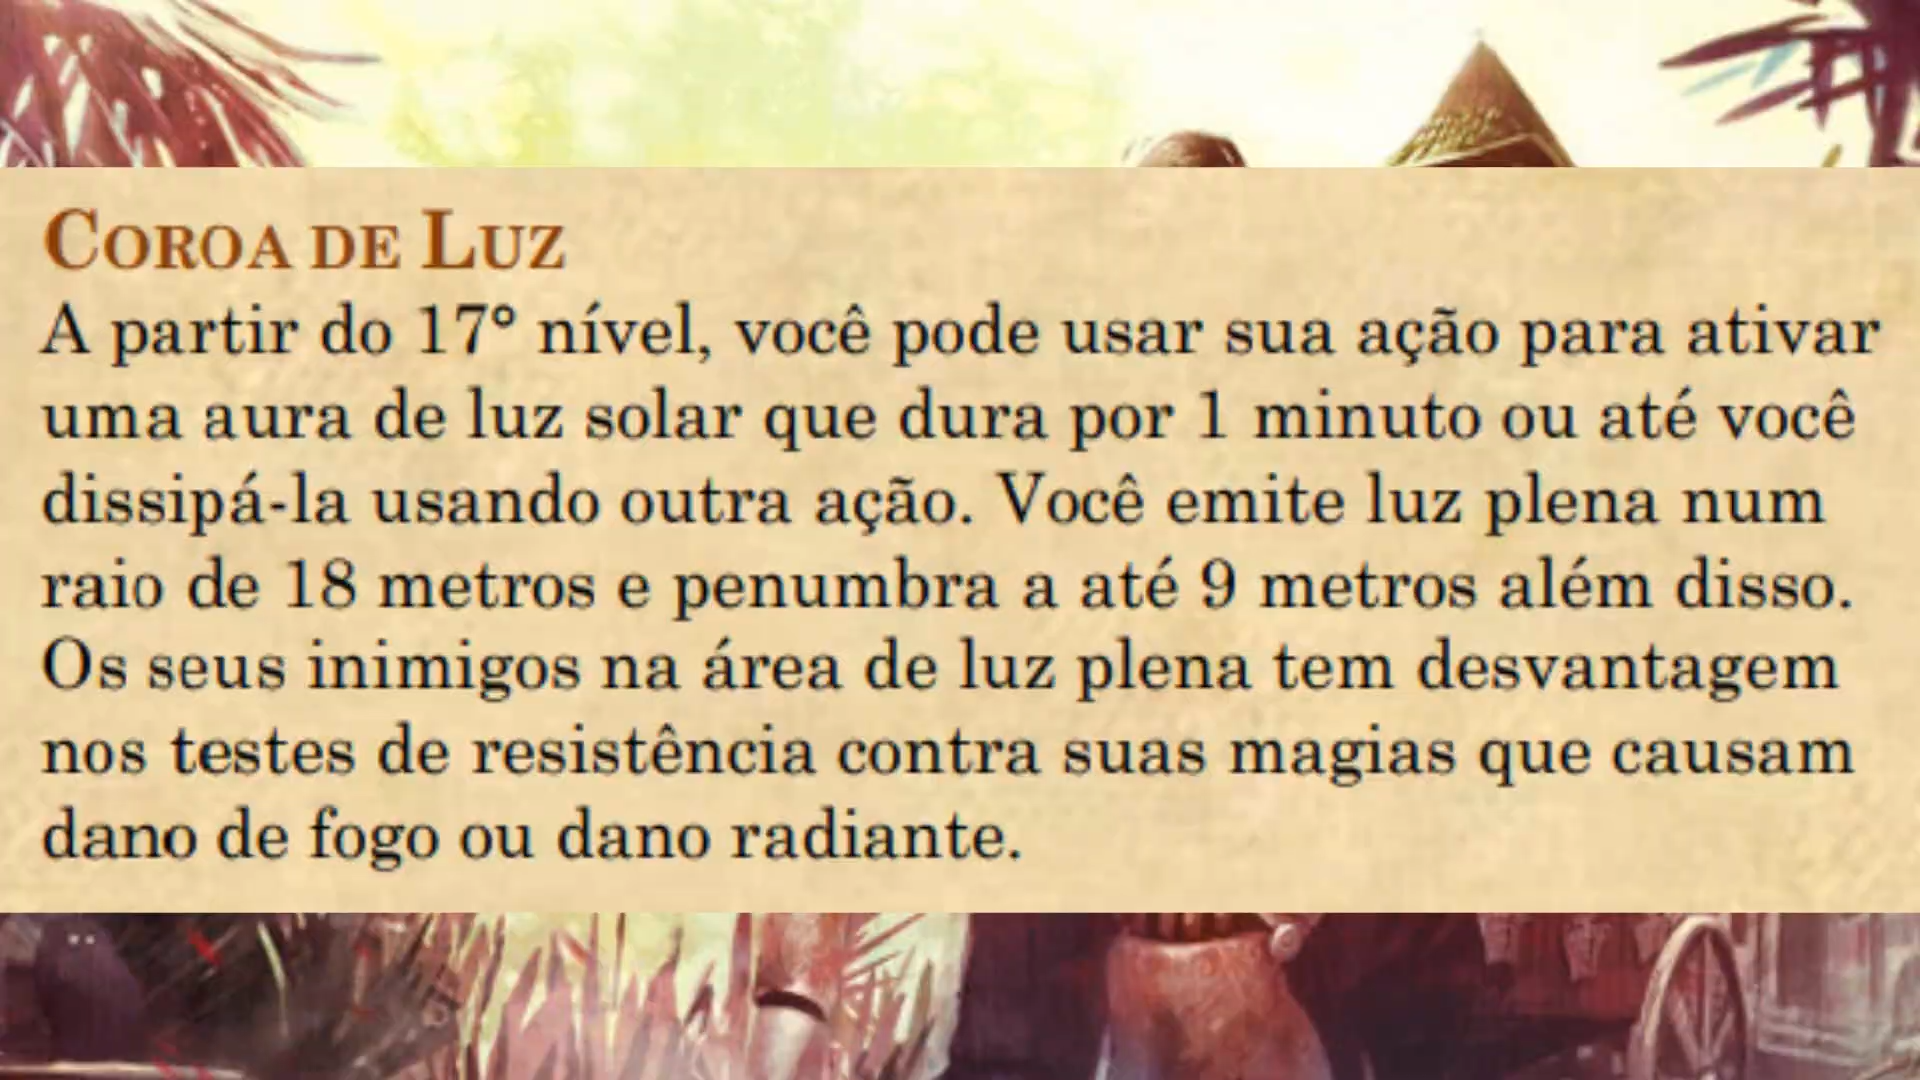 COROA DE LUZ
A partir do 17° nível, você pode usar sua ação para ativar
uma aura de luz solar que dura por 1 minuto ou até você
dissipá-la usando outra ação. Você emite luz plena num
raio de 18 metros e penumbra a até 9 metros além disso.
Os seus inimigos na área de luz plena tem desvantagem
nos testes de resistência contra suas magias que causam
dano de fogo ou dano radiante.